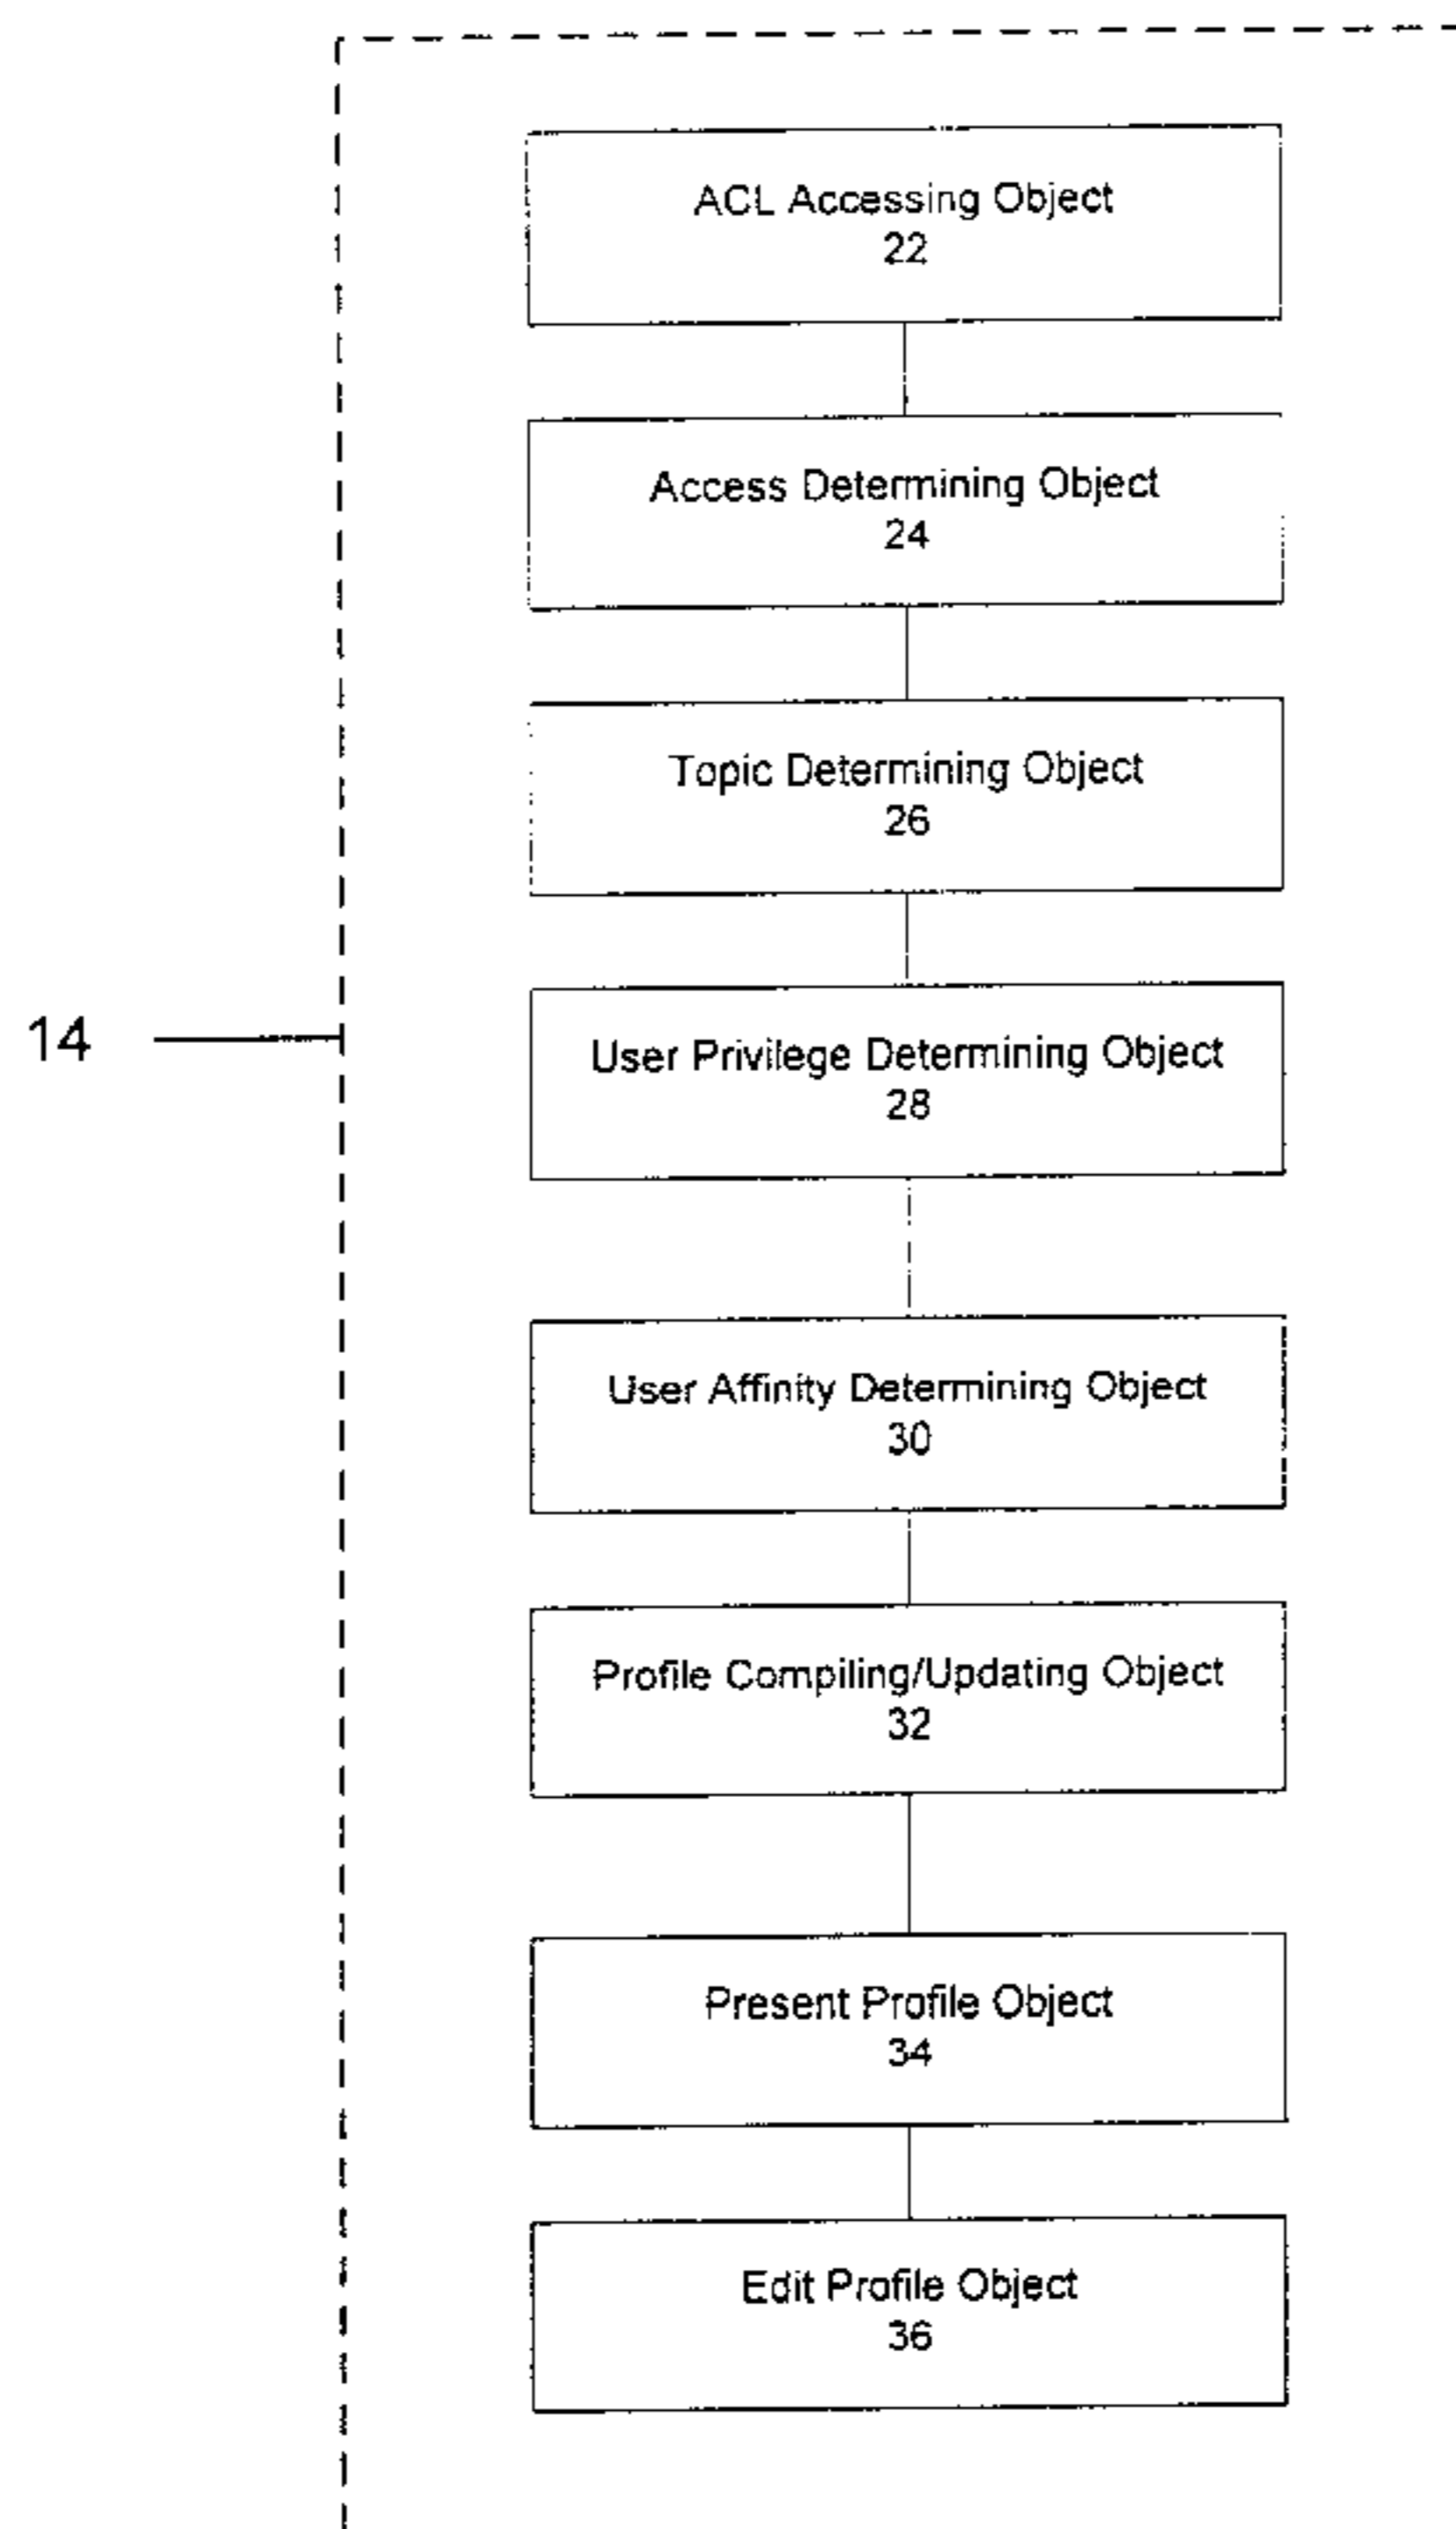 ACL Accessing Object
22
Access Determining Object
24
Topic Determining Object
26
14
User Privilege Determining Object
28
User Affinity Determining Object
30
Profile Compiling/Updating Object
32
Present Profile Object
34
Edit Profile Object
36